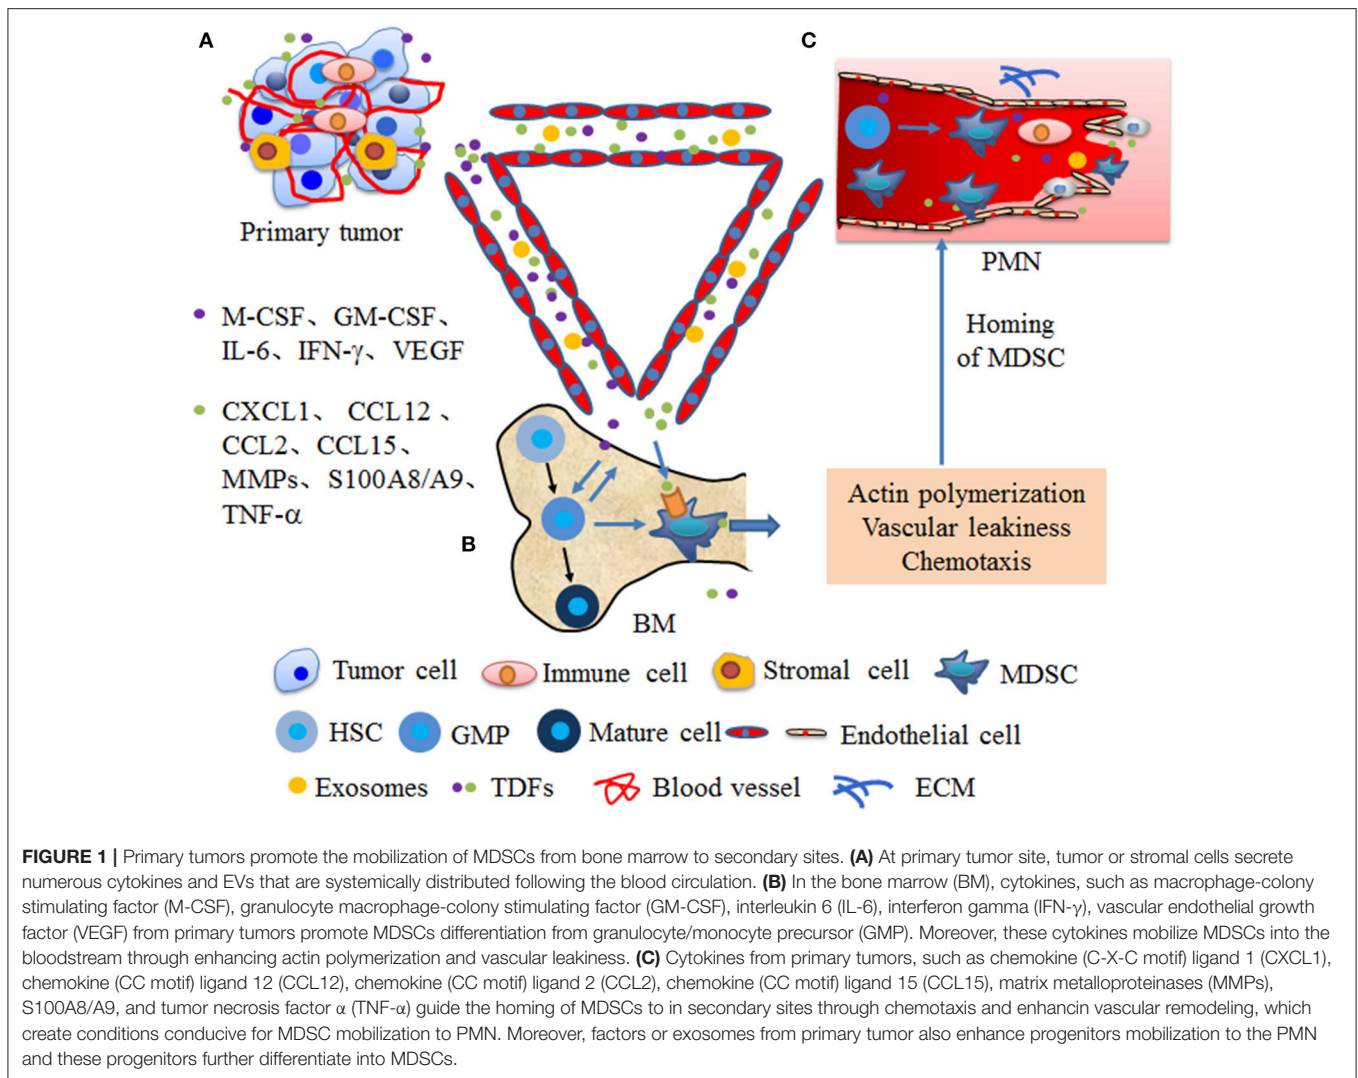 A
Primary tumor
M-CSF、GM-CSF、
IL-6、IFN-γ、VEGF
CXCL1、 CCL12 、
CCL2、CCL15、
MMPs、S100A8/A9、
TNF-α
B
BM
C
PMN
Homing
of MDSC
Actin polymerization
Vascular leakiness
Chemotaxis
Tumor cell Immune cell Stromal cell MDSC
HSC GMP Mature cell Endothelial cell
Exosomes TDFs Blood vessel ECM
FIGURE 1 | Primary tumors promote the mobilization of MDSCs from bone marrow to secondary sites. (A) At primary tumor site, tumor or stromal cells secrete
numerous cytokines and EVs that are systemically distributed following the blood circulation. (B) In the bone marrow (BM), cytokines, such as macrophage-colony
stimulating factor (M-CSF), granulocyte macrophage-colony stimulating factor (GM-CSF), interleukin 6 (IL-6), interferon gamma (IFN-γ), vascular endothelial growth
factor (VEGF) from primary tumors promote MDSCs differentiation from granulocyte/monocyte precursor (GMP). Moreover, these cytokines mobilize MDSCs into the
bloodstream through enhancing actin polymerization and vascular leakiness. (C) Cytokines from primary tumors, such as chemokine (C-X-C motif) ligand 1 (CXCL1),
chemokine (CC motif) ligand 12 (CCL12), chemokine (CC motif) ligand 2 (CCL2), chemokine (CC motif) ligand 15 (CCL15), matrix metalloproteinases (MMPs),
S100A8/A9, and tumor necrosis factor α (TNF-α) guide the homing of MDSCs to in secondary sites through chemotaxis and enhancin vascular remodeling, which
create conditions conducive for MDSC mobilization to PMN. Moreover, factors or exosomes from primary tumor also enhance progenitors mobilization to the PMN
and these progenitors further differentiate into MDSCs.